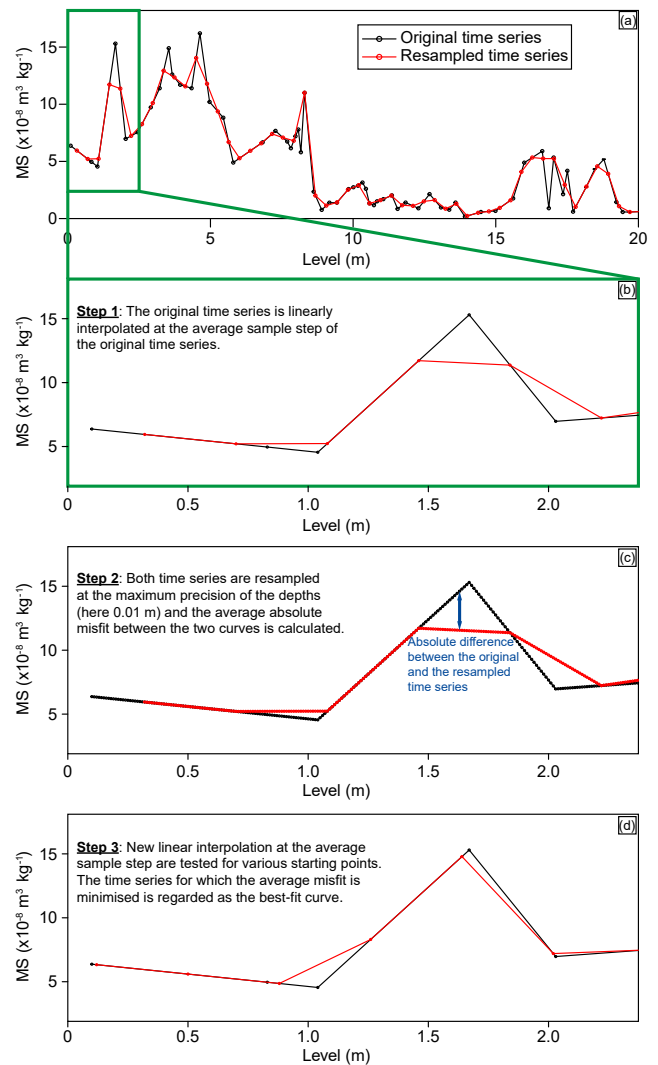 (a)
Original time series
Resampled time series
MS (x10⁻⁸ m³ kg⁻¹)
15
10
5
0
0 5 10 15 20
Level (m)
(b)
Step 1: The original time series is linearly
interpolated at the average sample step of
the original time series.
MS (x10⁻⁸ m³ kg⁻¹)
15
10
5
0 0.5 1.0 1.5 2.0
Level (m)
(c)
Step 2: Both time series are resampled
at the maximum precision of the depths
(here 0.01 m) and the average absolute
misfit between the two curves is calculated.
Absolute difference
between the original
and the resampled
time series
MS (x10⁻⁸ m³ kg⁻¹)
15
10
5
0 0.5 1.0 1.5 2.0
Level (m)
(d)
Step 3: New linear interpolation at the average
sample step are tested for various starting points.
The time series for which the average misfit is
minimised is regarded as the best-fit curve.
MS (x10⁻⁸ m³ kg⁻¹)
15
10
5
0 0.5 1.0 1.5 2.0
Level (m)